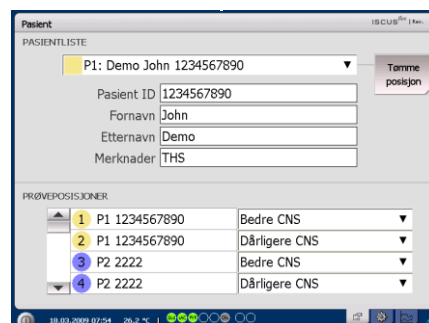 Pasient
ISCUS flex
PASIENTLISTE
P1: Demo John 1234567890
Tømme
posisjon
Pasient ID 1234567890
Fornavn John
Etternavn Demo
Merknader THS
PRØVEPOSISJONER
1 P1 1234567890 Bedre CNS
2 P1 1234567890 Dårligere CNS
3 P2 2222 Bedre CNS
4 P2 2222 Dårligere CNS
18.03.2009 07:54 26.2 °C